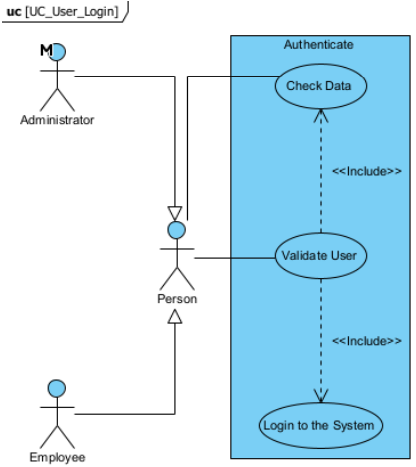 uc [UC_User_Login]
Authenticate
M
Check Data
Administrator
<<Include>>
Validate User
Person
<<Include>>
Login to the System
Employee